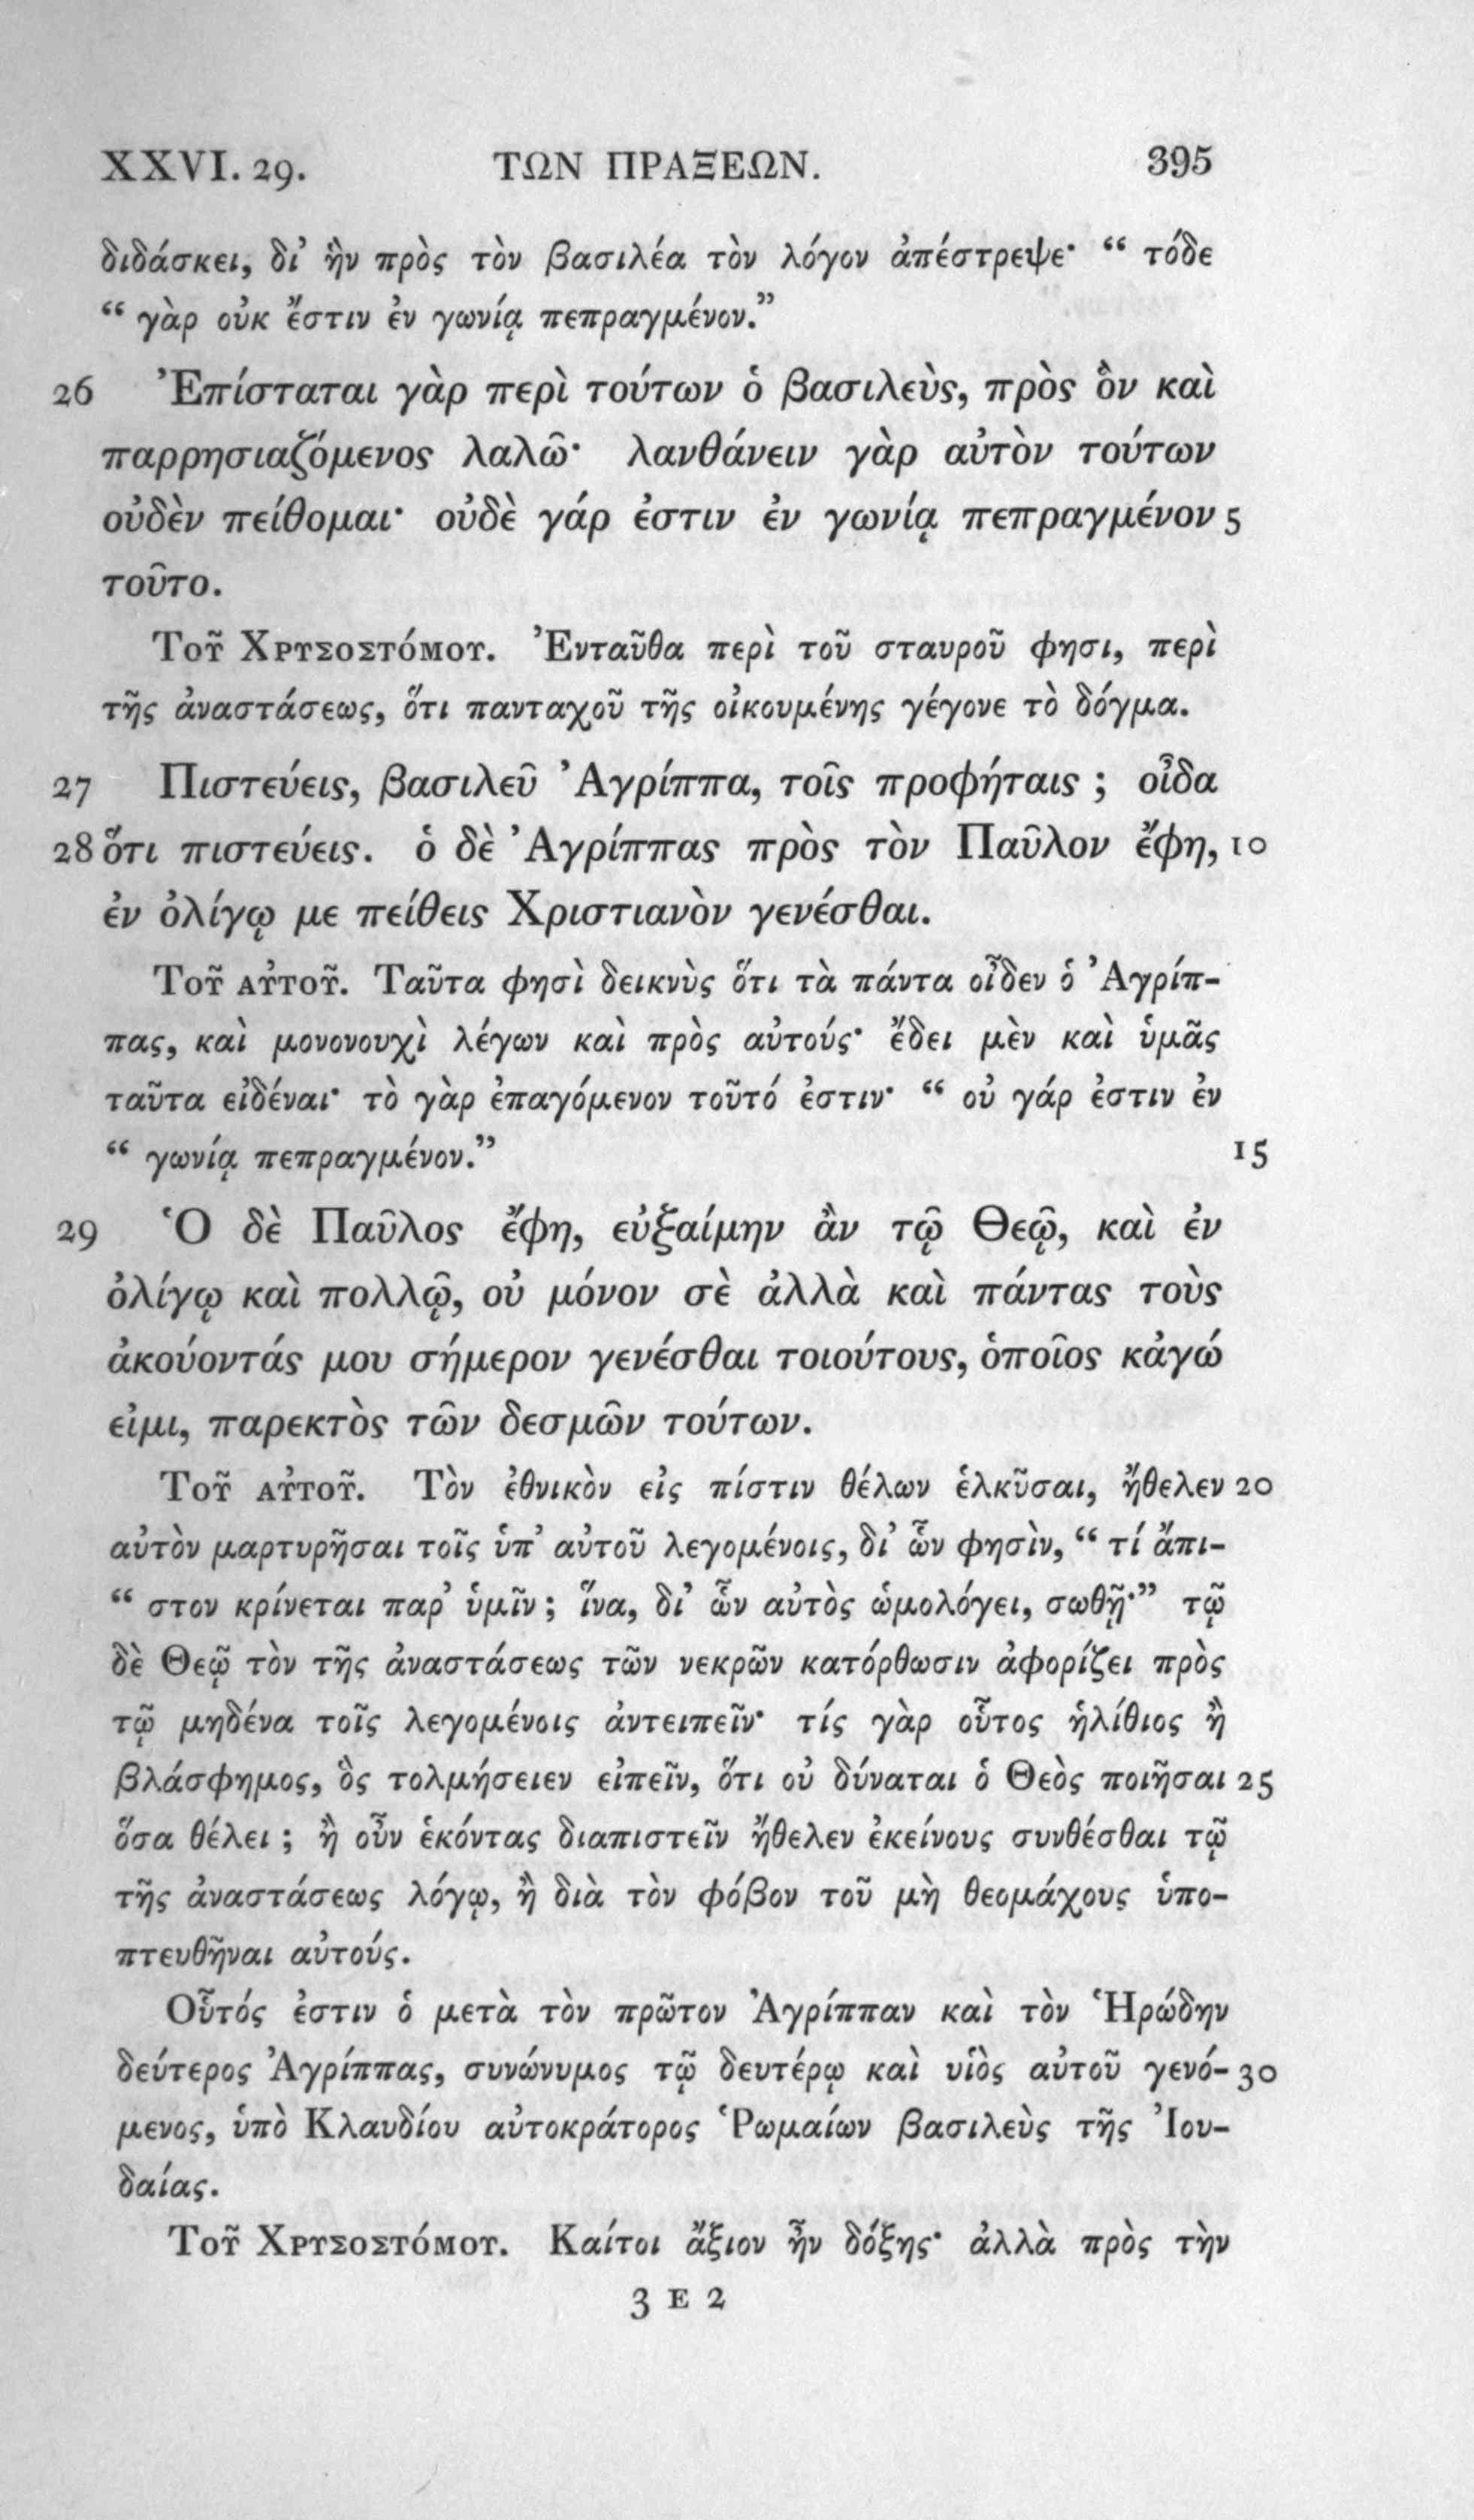 XXVI. 29. ΤΩΝ ΠΡΑΞΕΩΝ. 395
διδάσκει, δι’ ἣν πρὸς τὸν βασιλέα τὸν λόγον ἀπέστρεψε· “ τόδε
“ γὰρ οὐκ ἔστιν ἐν γωνίᾳ πεπραγμένον.”
26 Ἐπίσταται γὰρ περὶ τούτων ὁ βασιλεὺς, πρὸς ὃν καὶ
παρρησιαζόμενος λαλῶ· λανθάνειν γὰρ αὐτὸν τούτων
οὐδὲν πείθομαι· οὐδὲ γάρ ἐστιν ἐν γωνίᾳ πεπραγμένον 5
τοῦτο.
Τοῦ Χρυσοστόμου. Ἐνταῦθα περὶ τοῦ σταυροῦ φησι, περὶ
τῆς ἀναστάσεως, ὅτι πανταχοῦ τῆς οἰκουμένης γέγονε τὸ δόγμα.
27 Πιστεύεις, βασιλεῦ Ἀγρίππα, τοῖς προφήταις ; οἶδα
28 ὅτι πιστεύεις. ὁ δὲ Ἀγρίππας πρὸς τὸν Παῦλον ἔφη, 10
ἐν ὀλίγῳ με πείθεις Χριστιανὸν γενέσθαι.
Τοῦ αὐτοῦ. Ταῦτα φησὶ δεικνὺς ὅτι τὰ πάντα οἶδεν ὁ Ἀγρίπ-
πας, καὶ μονονουχὶ λέγων καὶ πρὸς αὐτούς· ἔδει μὲν καὶ ὑμᾶς
ταῦτα εἰδέναι· τὸ γὰρ ἐπαγόμενον τοῦτό ἐστιν· “ οὐ γάρ ἐστιν ἐν
“ γωνίᾳ πεπραγμένον.” 15
29 Ὁ δὲ Παῦλος ἔφη, εὐξαίμην ἂν τῷ Θεῷ, καὶ ἐν
ὀλίγῳ καὶ πολλῷ, οὐ μόνον σὲ ἀλλὰ καὶ πάντας τοὺς
ἀκούοντάς μου σήμερον γενέσθαι τοιούτους, ὁποῖος κἀγώ
εἰμι, παρεκτὸς τῶν δεσμῶν τούτων.
Τοῦ αὐτοῦ. Τὸν ἐθνικὸν εἰς πίστιν θέλων ἑλκῦσαι, ἤθελεν 20
αὐτὸν μαρτυρῆσαι τοῖς ὑπ’ αὐτοῦ λεγομένοις, δι’ ὧν φησὶν, “ τί ἄπι-
“ στον κρίνεται παρ’ ὑμῖν ; ἵνα, δι’ ὧν αὐτὸς ὡμολόγει, σωθῇ·” τῷ
δὲ Θεῷ τὸν τῆς ἀναστάσεως τῶν νεκρῶν κατόρθωσιν ἀφορίζει πρὸς
τῷ μηδένα τοῖς λεγομένοις ἀντειπεῖν· τίς γὰρ οὗτος ἠλίθιος ἢ
βλάσφημος, ὃς τολμήσειεν εἰπεῖν, ὅτι οὐ δύναται ὁ Θεὸς ποιῆσαι 25
ὅσα θέλει ; ἢ οὖν ἑκόντας διαπιστεῖν ἤθελεν ἐκείνους συνθέσθαι τῷ
τῆς ἀναστάσεως λόγῳ, ἢ διὰ τὸν φόβον τοῦ μὴ θεομάχους ὑπο-
πτευθῆναι αὐτούς.
Οὗτός ἐστιν ὁ μετὰ τὸν πρῶτον Ἀγρίππαν καὶ τὸν Ἡρώδην
δεύτερος Ἀγρίππας, συνώνυμος τῷ δευτέρῳ καὶ υἱὸς αὐτοῦ γενό- 30
μενος, ὑπὸ Κλαυδίου αὐτοκράτορος Ῥωμαίων βασιλεὺς τῆς Ἰου-
δαίας.
Τοῦ Χρυσοστόμου. Καίτοι ἄξιον ἦν δόξης· ἀλλὰ πρὸς τὴν
3 E 2